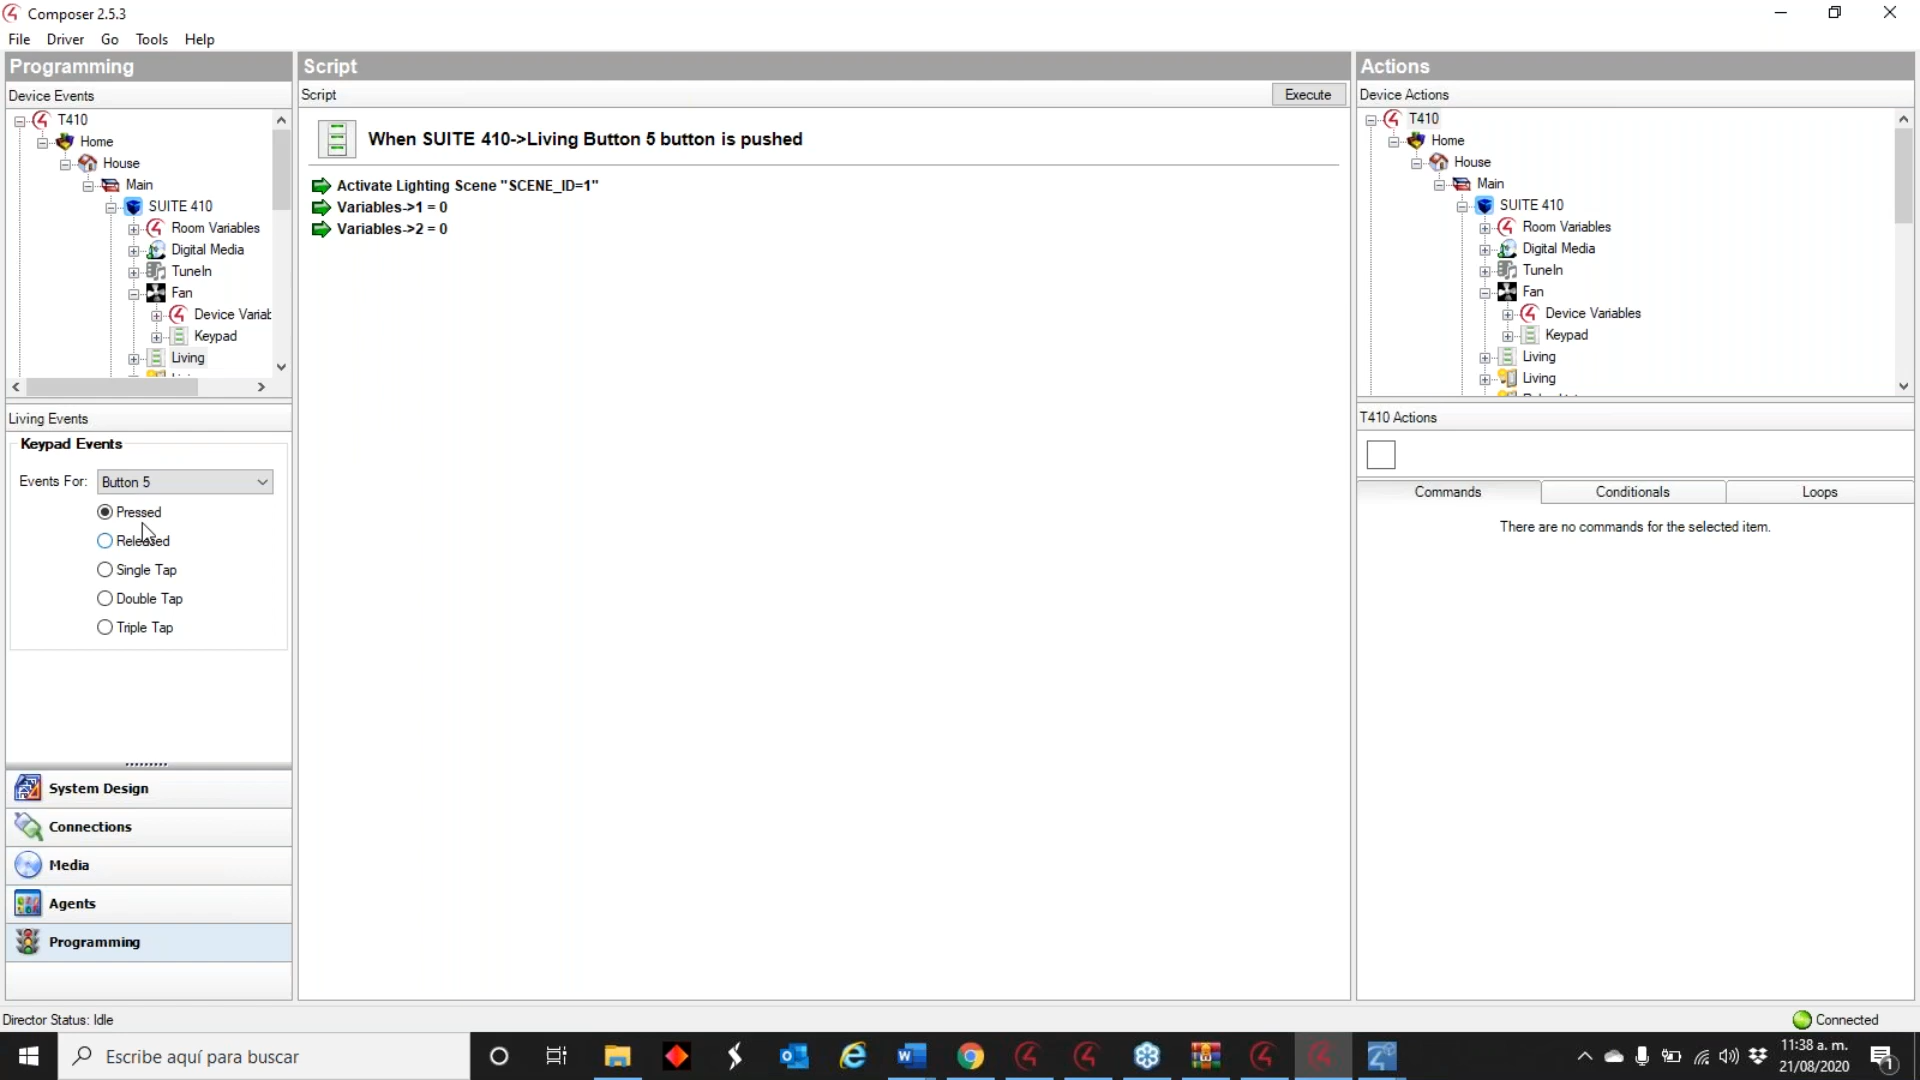 Composer 2.5.3
File Driver Go Tools Help
Programming
Device Events
T410
Home
House
Main
SUITE 410
Room Variables
Digital Media
TuneIn
Fan
Device Variab
Keypad
Living
Living Events
Keypad Events
Events For: Button 5
Pressed
Released
Single Tap
Double Tap
Triple Tap
System Design
Connections
Media
Agents
Programming
Script
Script Execute
When SUITE 410->Living Button 5 button is pushed
Activate Lighting Scene "SCENE_ID=1"
Variables->1 = 0
Variables->2 = 0
Actions
Device Actions
T410
Home
House
Main
SUITE 410
Room Variables
Digital Media
TuneIn
Fan
Device Variables
Keypad
Living
Living
T410 Actions
Commands Conditionals Loops
There are no commands for the selected item.
Director Status: Idle
Connected
Escribe aquí para buscar
11:38 a. m.
21/08/2020
1